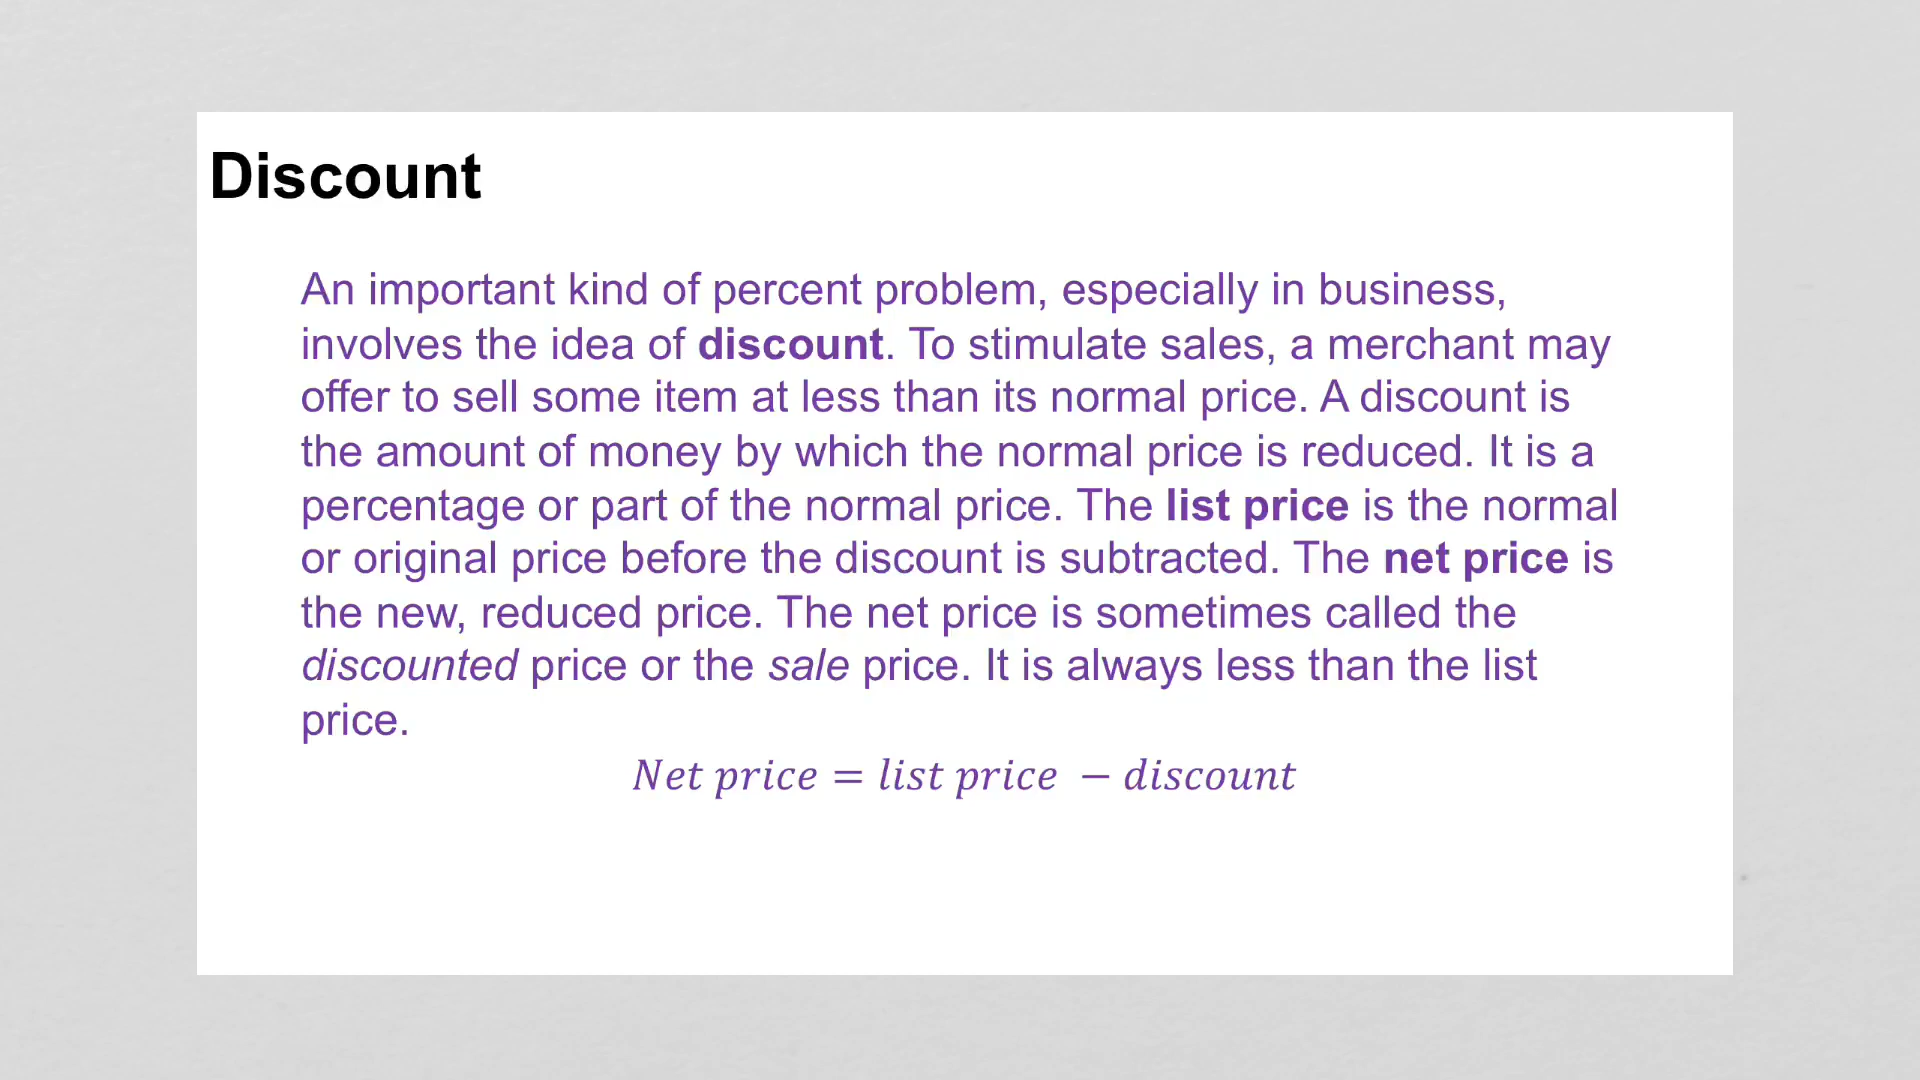 Discount
An important kind of percent problem, especially in business,
involves the idea of discount. To stimulate sales, a merchant may
offer to sell some item at less than its normal price. A discount is
the amount of money by which the normal price is reduced. It is a
percentage or part of the normal price. The list price is the normal
or original price before the discount is subtracted. The net price is
the new, reduced price. The net price is sometimes called the
discounted price or the sale price. It is always less than the list
price.
Net price = list price − discount